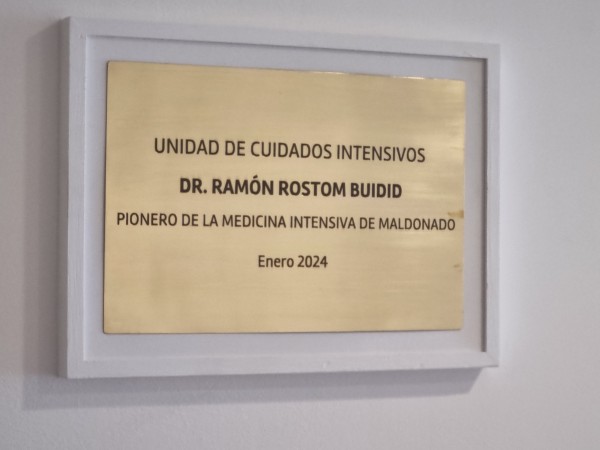 UNIDAD DE CUIDADOS INTENSIVOS
DR. RAMÓN ROSTOM BUIDID
PIONERO DE LA MEDICINA INTENSIVA DE MALDONADO
Enero 2024